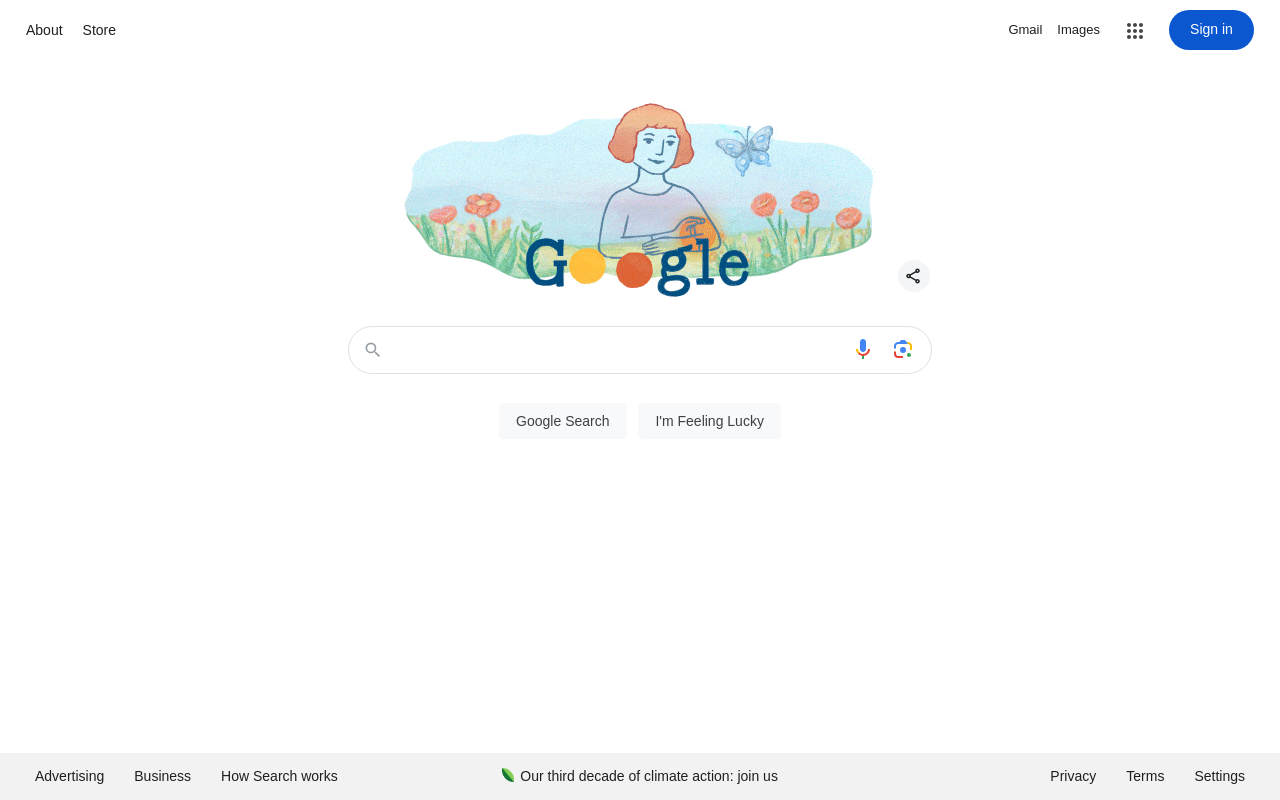 About Store
Gmail Images Sign in
Google
Google Search I'm Feeling Lucky
Advertising Business How Search works
Our third decade of climate action: join us
Privacy Terms Settings